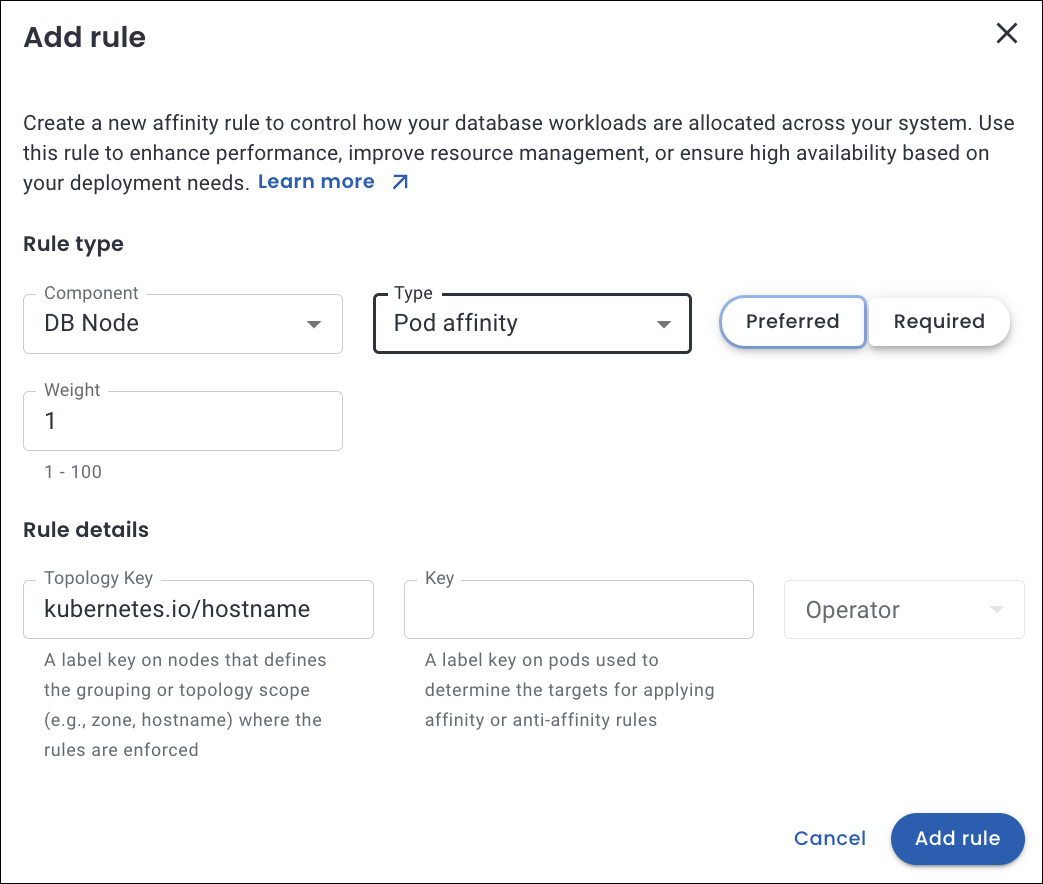 Add rule
Create a new affinity rule to control how your database workloads are allocated across your system. Use
this rule to enhance performance, improve resource management, or ensure high availability based on
your deployment needs. Learn more
Rule type
Component
DB Node
Type
Pod affinity
Preferred
Required
Weight
1
1 - 100
Rule details
Topology Key
kubernetes.io/hostname
A label key on nodes that defines
the grouping or topology scope
(e.g., zone, hostname) where the
rules are enforced
Key
A label key on pods used to
determine the targets for applying
affinity or anti-affinity rules
Operator
Cancel
Add rule